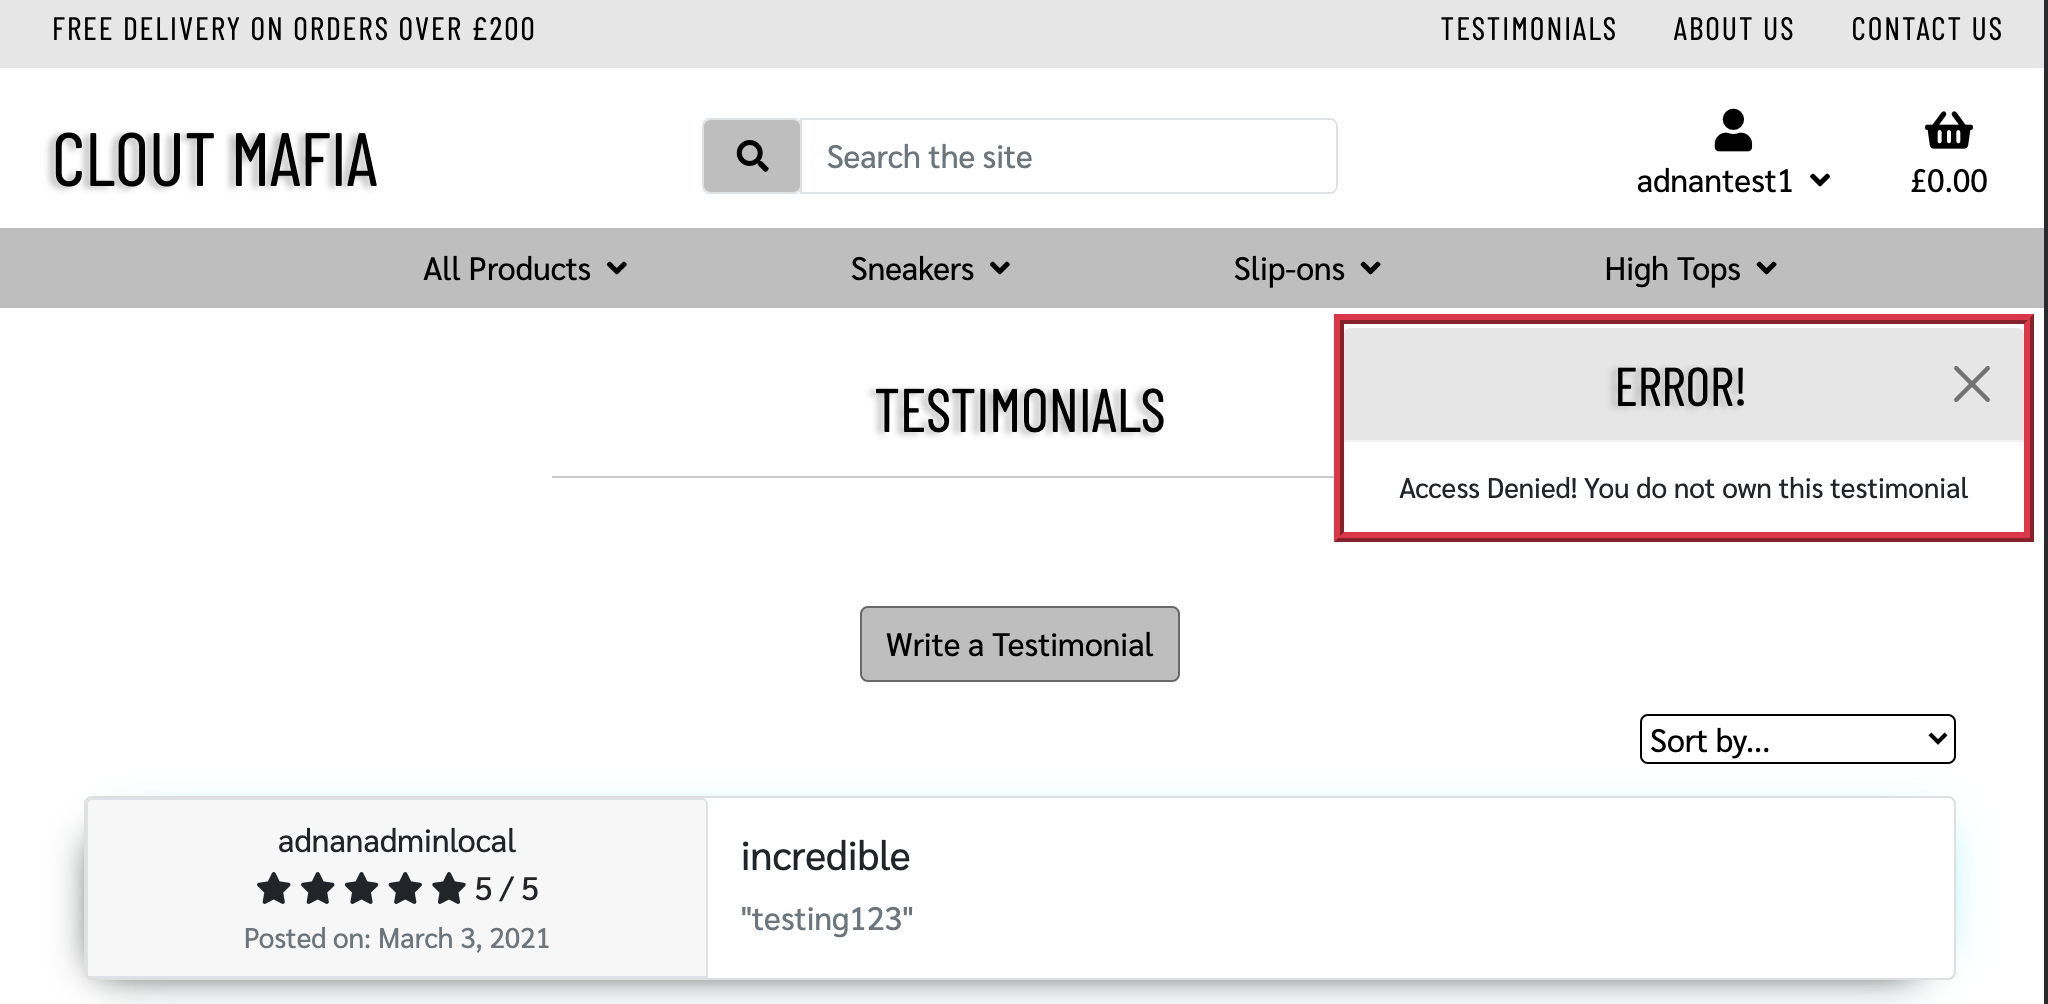 FREE DELIVERY ON ORDERS OVER £200
TESTIMONIALS
ABOUT US
CONTACT US
CLOUT MAFIA
Search the site
adnantest1
£0.00
All Products
Sneakers
Slip-ons
High Tops
TESTIMONIALS
ERROR!
Access Denied! You do not own this testimonial
Write a Testimonial
Sort by...
adnanadminlocal
5 / 5
Posted on: March 3, 2021
incredible
"testing123"